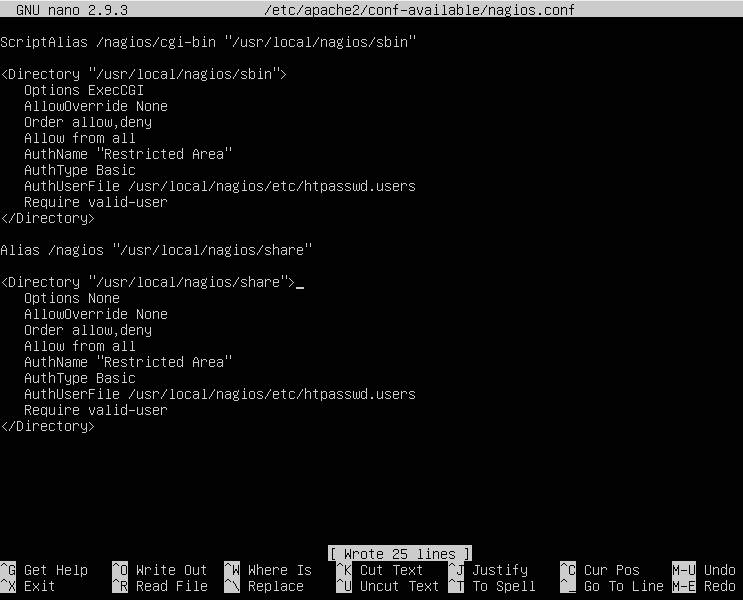 GNU nano 2.9.3 /etc/apache2/conf-available/nagios.conf
ScriptAlias /nagios/cgi-bin "/usr/local/nagios/sbin"
<Directory "/usr/local/nagios/sbin">
Options ExecCGI
AllowOverride None
Order allow,deny
Allow from all
AuthName "Restricted Area"
AuthType Basic
AuthUserFile /usr/local/nagios/etc/htpasswd.users
Require valid-user
</Directory>
Alias /nagios "/usr/local/nagios/share"
<Directory "/usr/local/nagios/share">_
Options None
AllowOverride None
Order allow,deny
Allow from all
AuthName "Restricted Area"
AuthType Basic
AuthUserFile /usr/local/nagios/etc/htpasswd.users
Require valid-user
</Directory>
[ Wrote 25 lines ]
^G Get Help ^O Write Out ^W Where Is ^K Cut Text ^J Justify ^C Cur Pos M-U Undo
^X Exit ^R Read File ^\ Replace ^U Uncut Text ^T To Spell ^_ Go To Line M-E Redo